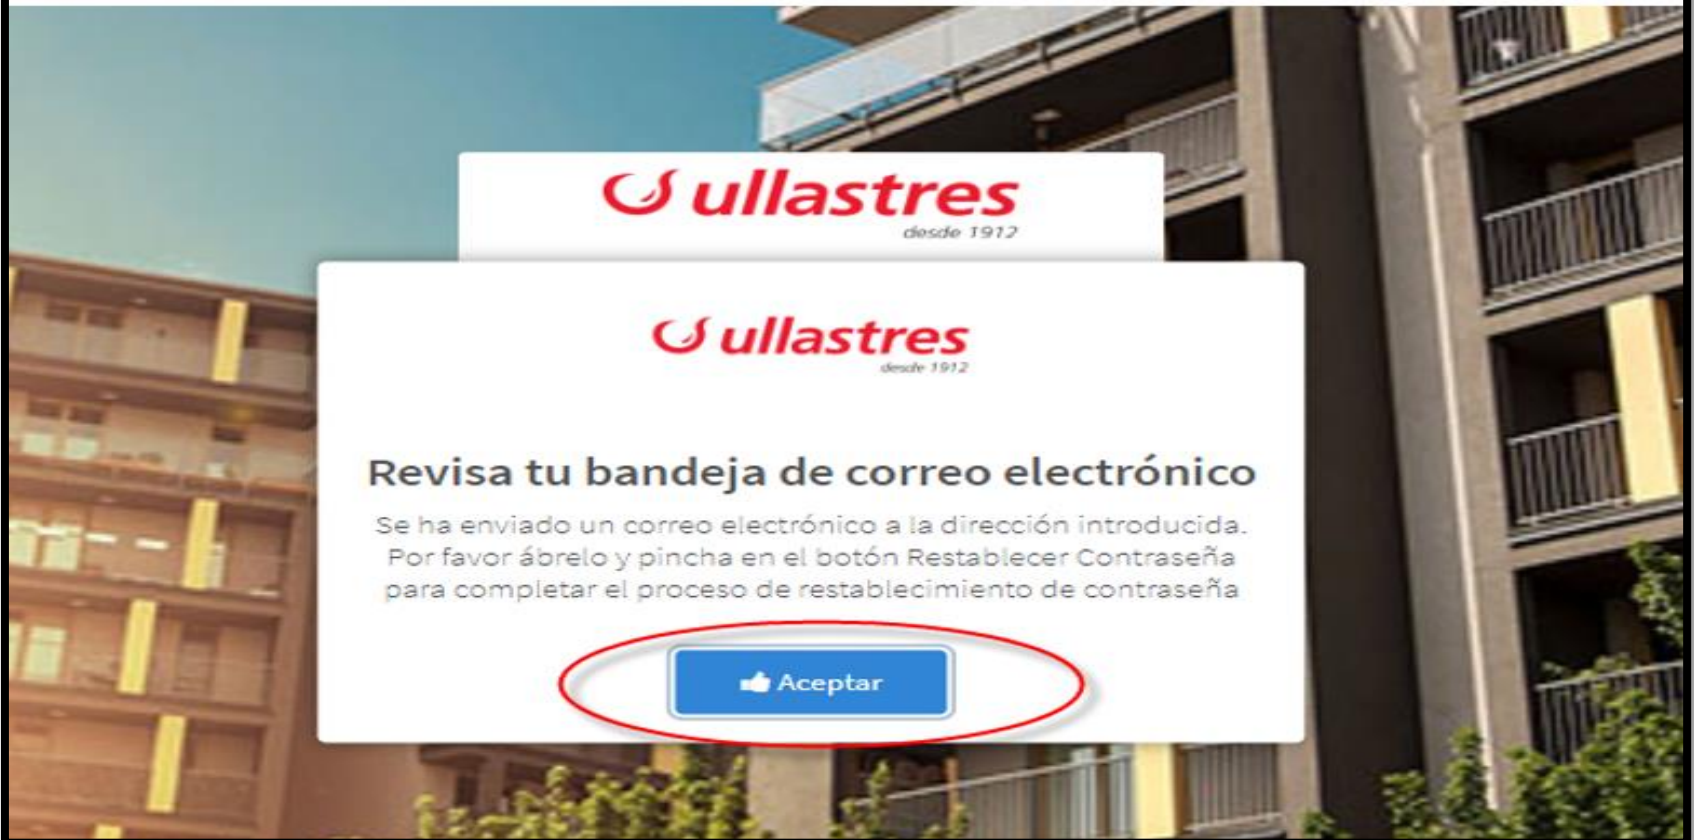 ullastres
desde 1912
ullastres
desde 1912
Revisa tu bandeja de correo electrónico
Se ha enviado un correo electrónico a la dirección introducida.
Por favor ábrelo y pincha en el botón Restablecer Contraseña
para completar el proceso de restablecimiento de contraseña
Aceptar